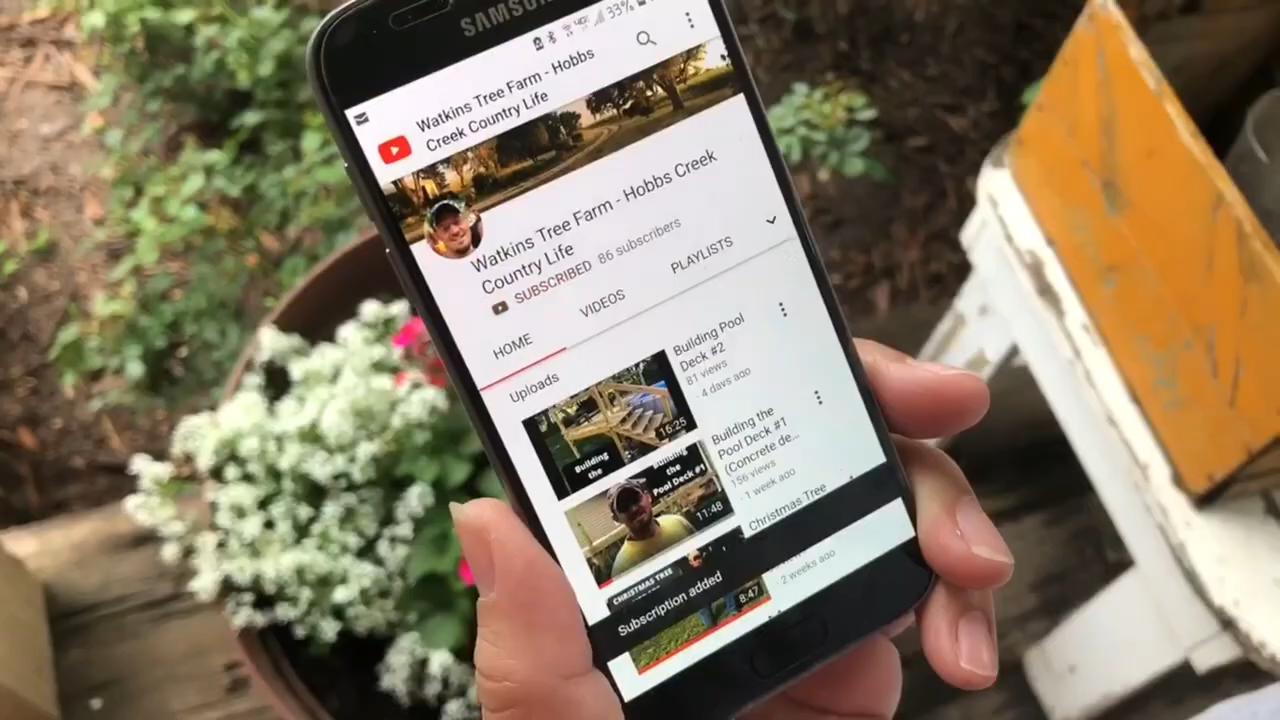 SAMSUNG
4G 33%
Watkins Tree Farm - Hobbs
Creek Country Life
Watkins Tree Farm - Hobbs Creek
Country Life
SUBSCRIBED 86 subscribers
HOME VIDEOS PLAYLISTS
Uploads
Building Pool
Deck #2
81 views
· 4 days ago
16:25
Building
the
Building the
Pool Deck #1
(Concrete de...
156 views
· 1 week ago
Building
the
Pool Deck #1
11:48
Christmas Tree
2 weeks ago
CHRISTMAS TREE
8:47
Subscription added